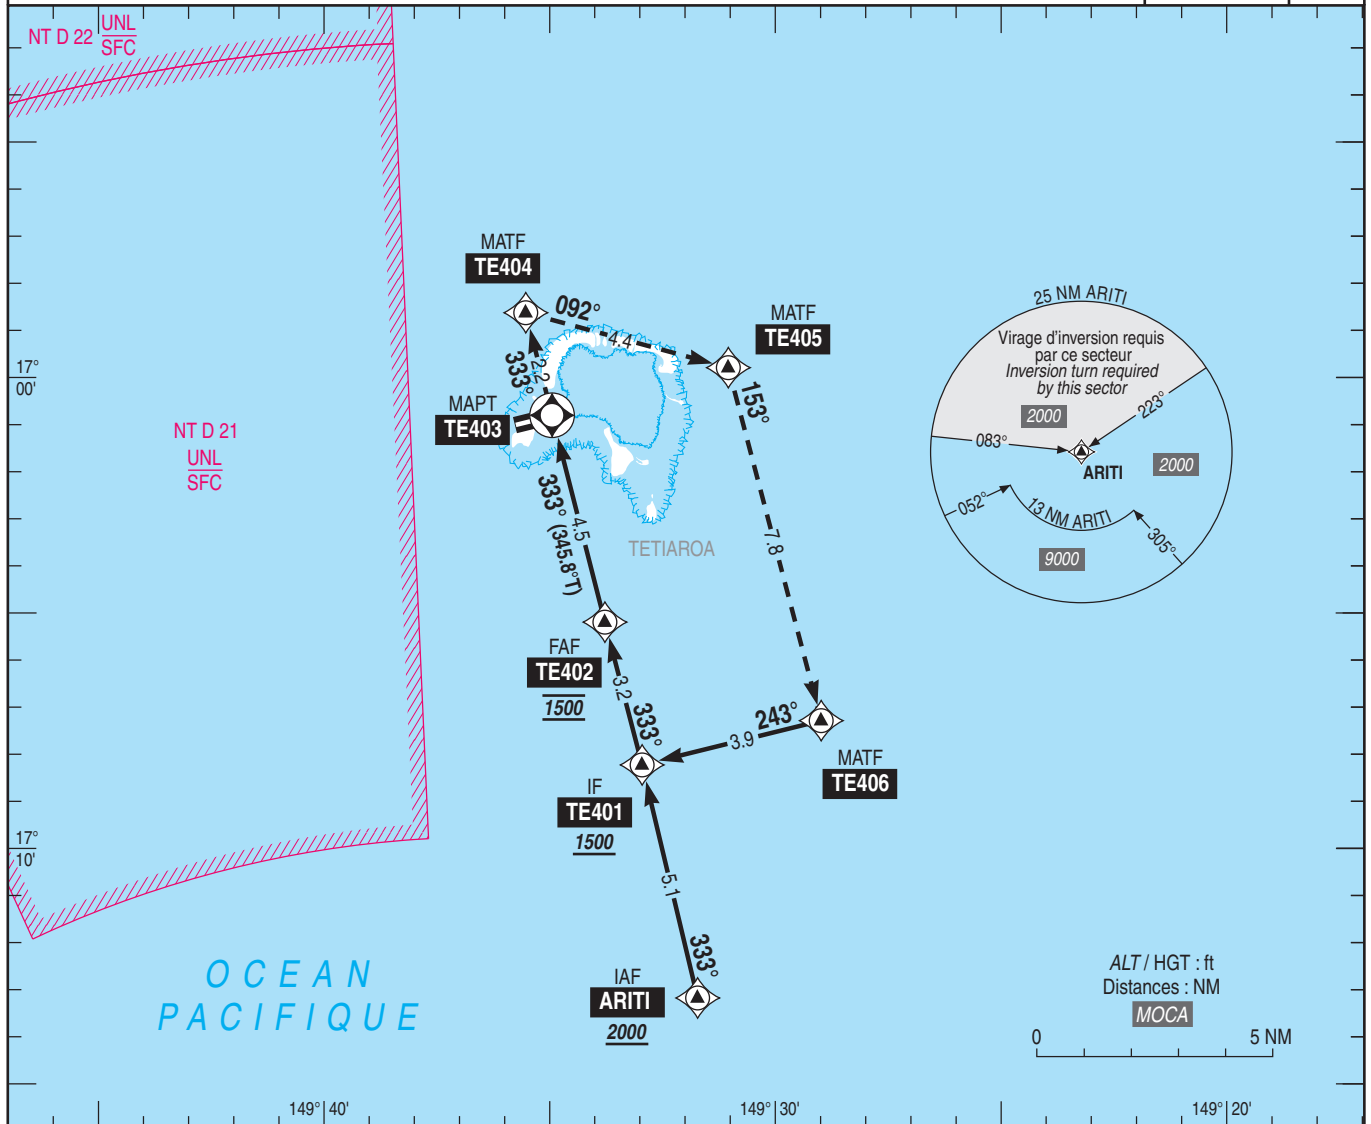 NT D 22
UNL
SFC
MATF
TE404
092°
4.4
MATF
TE405
333°
2.2
17°
00'
MAPT
TE403
153°
NT D 21
UNL
SFC
333° (345.8°T)
4.5
TETIAROA
7.8
25 NM ARITI
Virage d'inversion requis
par ce secteur
Inversion turn required
by this sector
2000
223°
083°
ARITI
2000
052°
13 NM ARITI
305°
9000
FAF
TE402
1500
3.2
333°
243°
3.9
MATF
TE406
IF
TE401
1500
17°
10'
5.1
333°
IAF
ARITI
2000
OCEAN
PACIFIQUE
ALT / HGT : ft
Distances : NM
MOCA
0 5 NM
149° 40' 149° 30' 149° 20'